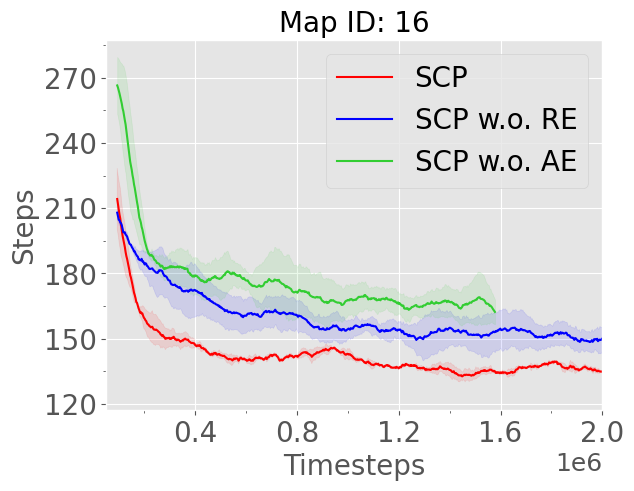 Map ID: 16
SCP
SCP w.o. RE
SCP w.o. AE
Steps
270
240
210
180
150
120
0.4 0.8 1.2 1.6 2.0
Timesteps
1e6